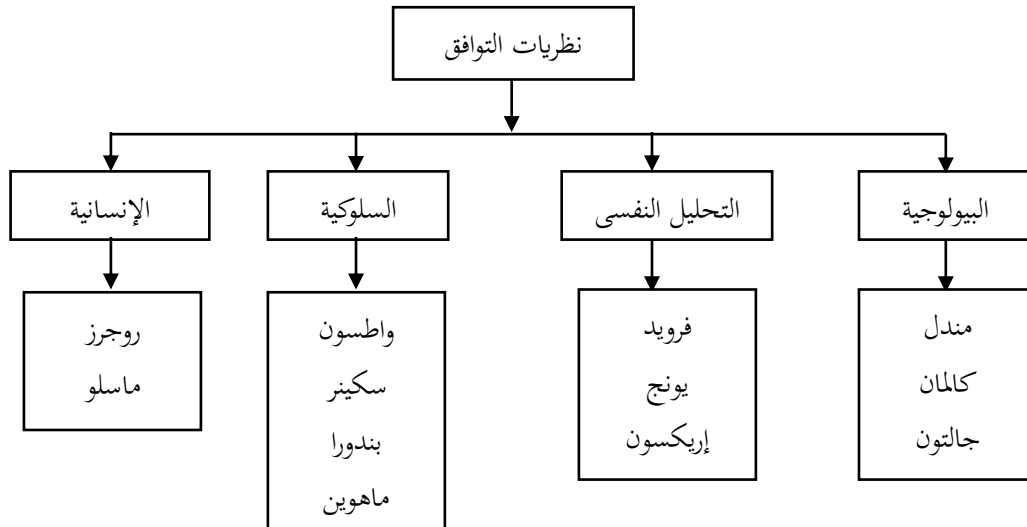 نظريات التوافق
البيولوجية
التحليل النفسى
السلوكية
الإنسانية
مندل
كالمان
جالتون
فرويد
يونج
إريكسون
واطسون
سكينر
بندورا
ماهوين
روجرز
ماسلو